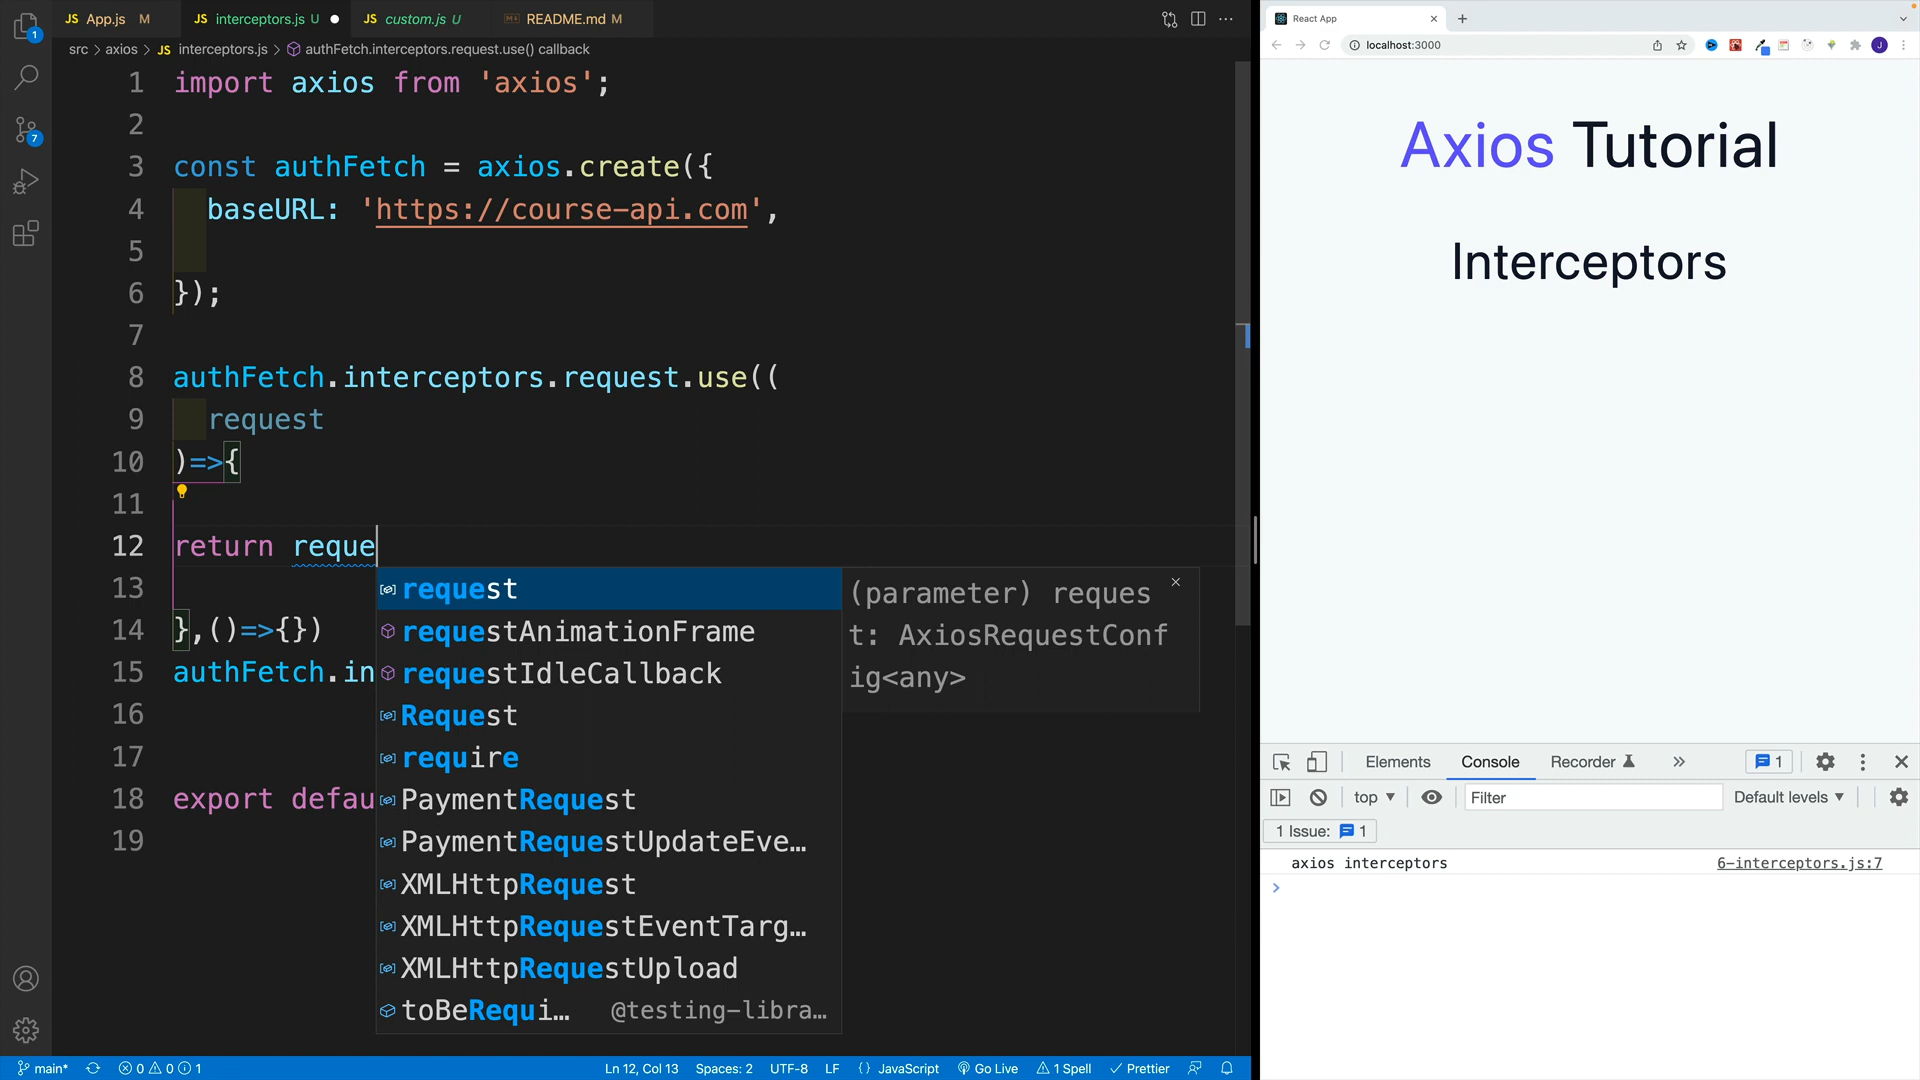 App.js M
interceptors.js U
custom.js U
README.md M
src > axios > JS interceptors.js > authFetch.interceptors.request.use() callback
1 import axios from 'axios';
2
3 const authFetch = axios.create({
4 baseURL: 'https://course-api.com',
5
6 });
7
8 authFetch.interceptors.request.use((
9 request
10 )=>{
11
12 return reque
13
14 },()=>{})
15 authFetch.in
16
17
18 export defau
19
request
requestAnimationFrame
requestIdleCallback
Request
require
PaymentRequest
PaymentRequestUpdateEve…
XMLHttpRequest
XMLHttpRequestEventTarg…
XMLHttpRequestUpload
toBeRequi… @testing-libra…
(parameter) reques
t: AxiosRequestConf
ig<any>
1
7
main* 0 0 1
Ln 12, Col 13 Spaces: 2 UTF-8 LF {} JavaScript Go Live 1 Spell Prettier
React App
localhost:3000
J
Axios Tutorial
Interceptors
Elements Console Recorder » 1
top Filter Default levels
1 Issue: 1
axios interceptors 6-interceptors.js:7
>